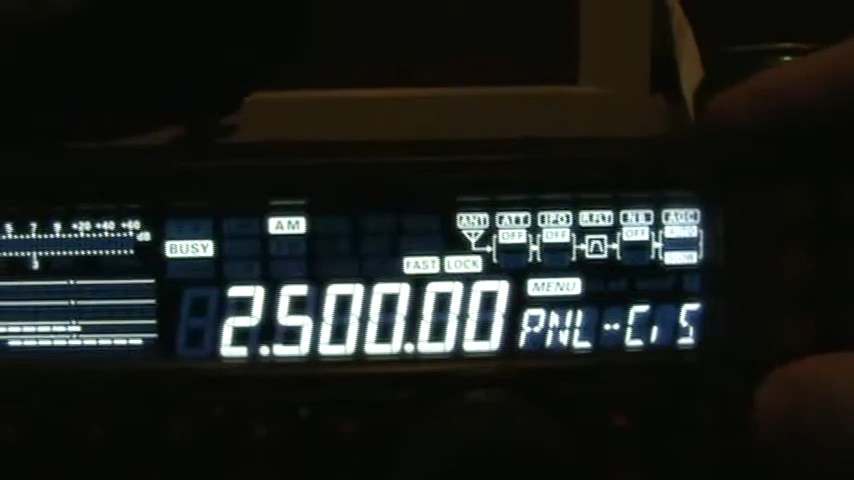 5 7 9 +20 +40 +60 dB
AM
BUSY
ANT ATT IPO R.FLT NB AGC
OFF OFF OFF AUTO
SLOW
FAST LOCK
MENU
2.500.00 PNL-C